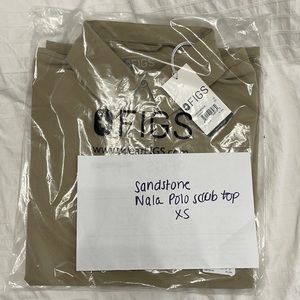 FIGS
FIGS
www.wearFIGS.com
FIGS
Sandstone
Nala Polo scrub top
XS